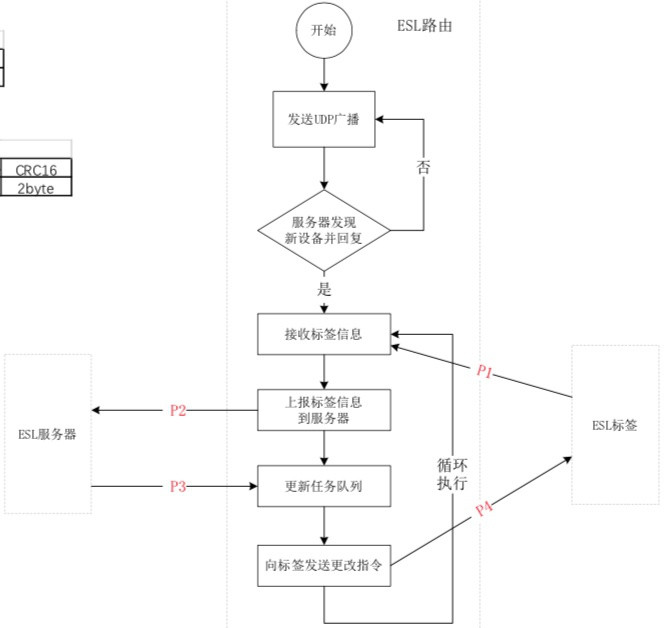 开始
ESL路由
发送UDP广播
否
CRC16
2byte
服务器发现
新设备并回复
是
接收标签信息
P1
上报标签信息
到服务器
P2
ESL服务器
ESL标签
循环
执行
更新任务队列
P3
P4
向标签发送更改指令